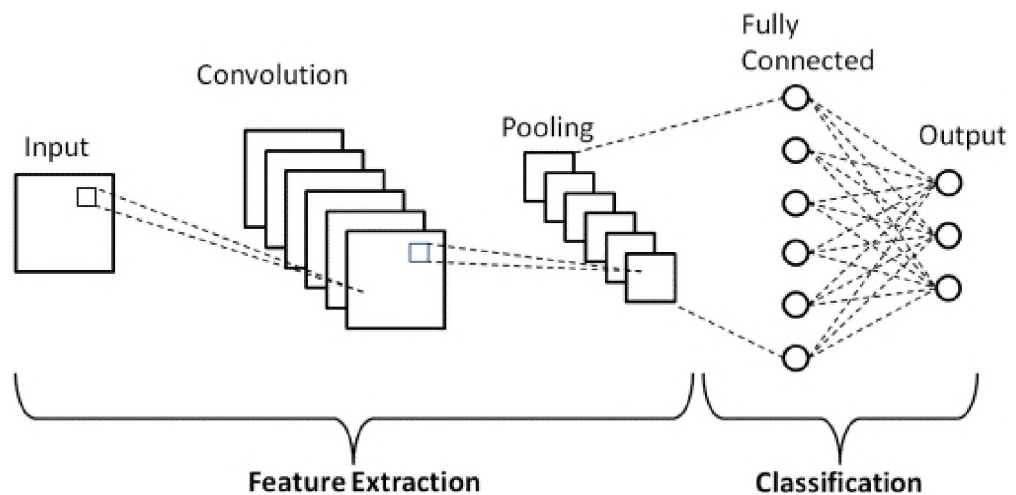 Fully
Connected
Convolution
Pooling
Output
Input
Feature Extraction
Classification